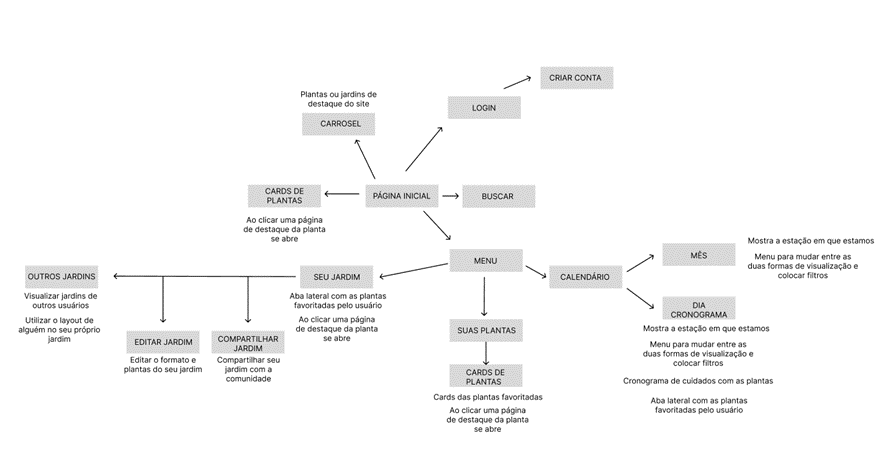 CRIAR CONTA
Plantas ou jardins de
destaque do site
LOGIN
CARROSEL
CARDS DE
PLANTAS
PÁGINA INICIAL
BUSCAR
Ao clicar uma página
de destaque da planta
se abre
MENU
MÊS
Mostra a estação em que estamos
Menu para mudar entre as
duas formas de visualização e
colocar filtros
OUTROS JARDINS
SEU JARDIM
CALENDÁRIO
Visualizar jardins de
outros usuários
Utilizar o layout de
alguém no seu próprio
jardim
Aba lateral com as plantas
favoritadas pelo usuário
Ao clicar uma página
de destaque da planta
se abre
DIA
CRONOGRAMA
Mostra a estação em que estamos
Menu para mudar entre as
duas formas de visualização e
colocar filtros
Cronograma de cuidados com as plantas
Aba lateral com as plantas
favoritadas pelo usuário
SUAS PLANTAS
EDITAR JARDIM
Editar o formato e
plantas do seu jardim
COMPARTILHAR
JARDIM
Compartilhar seu
jardim com a
comunidade
CARDS DE
PLANTAS
Cards das plantas favoritadas
Ao clicar uma página
de destaque da planta
se abre